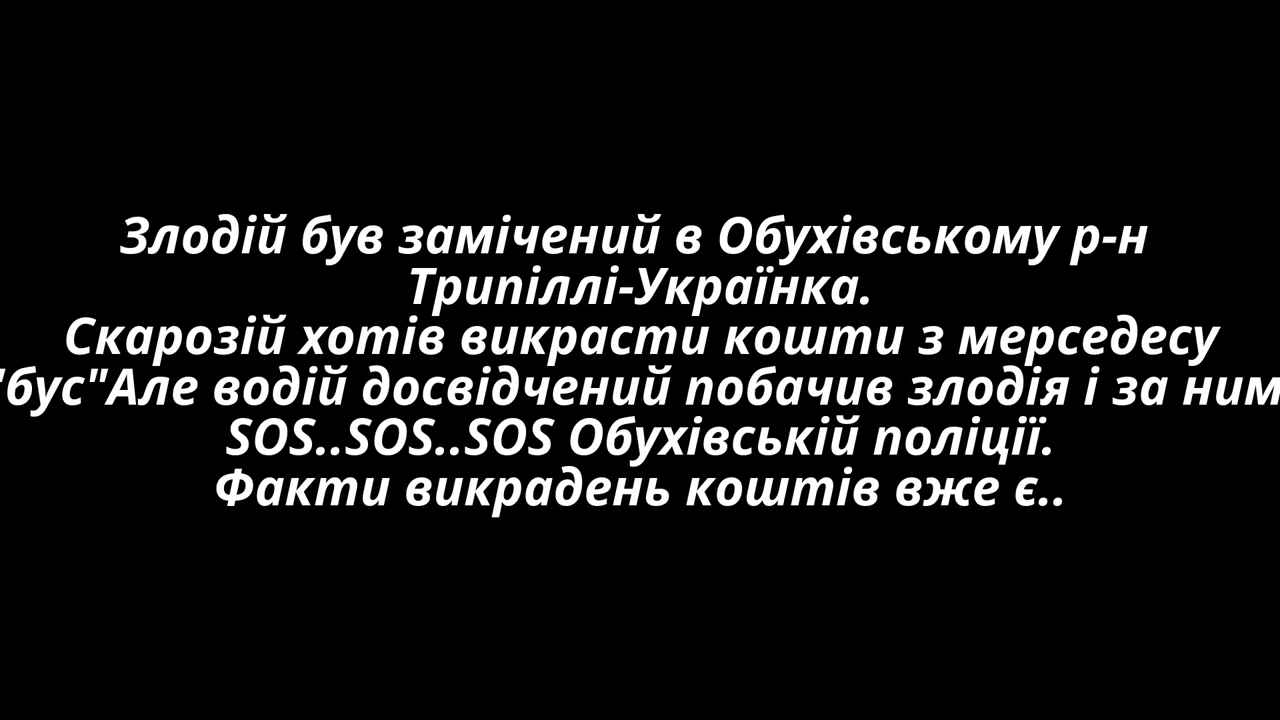 Злодій був замічений в Обухівському р-н
Трипіллі-Українка.
Скарозій хотів викрасти кошти з мерседесу
"бус"Але водій досвідчений побачив злодія і за ним
SOS..SOS..SOS Обухівській поліції.
Факти викрадень коштів вже є..